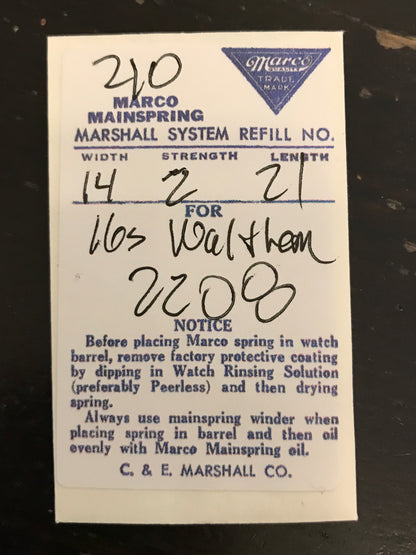 210
Marco
QUALITY
TRADE
MARK
MARCO
MAINSPRING
MARSHALL SYSTEM REFILL NO.
WIDTH STRENGTH LENGTH
14 2 21
FOR
16s Waltham
2208
NOTICE
Before placing Marco spring in watch
barrel, remove factory protective coating
by dipping in Watch Rinsing Solution
(preferably Peerless) and then drying
spring.
Always use mainspring winder when
placing spring in barrel and then oil
evenly with Marco Mainspring oil.
C. & E. MARSHALL CO.